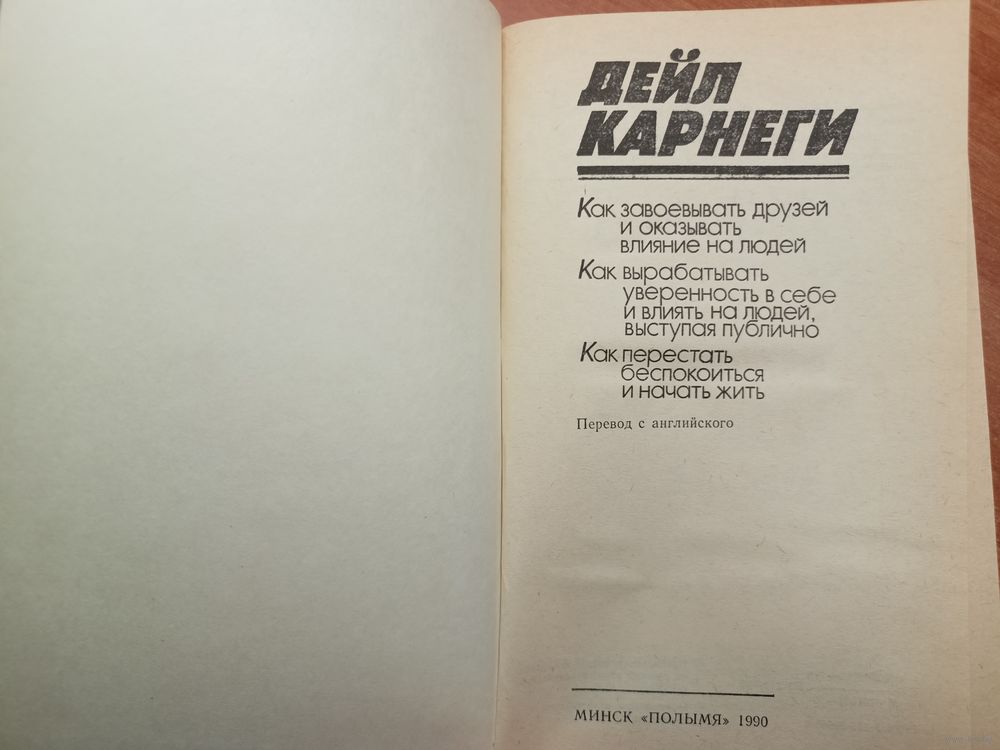 ДЕЙЛ
КАРНЕГИ
Как завоевывать друзей
и оказывать
влияние на людей
Как вырабатывать
уверенность в себе
и влиять на людей,
выступая публично
Как перестать
беспокоиться
и начать жить
Перевод с английского
МИНСК «ПОЛЫМЯ» 1990